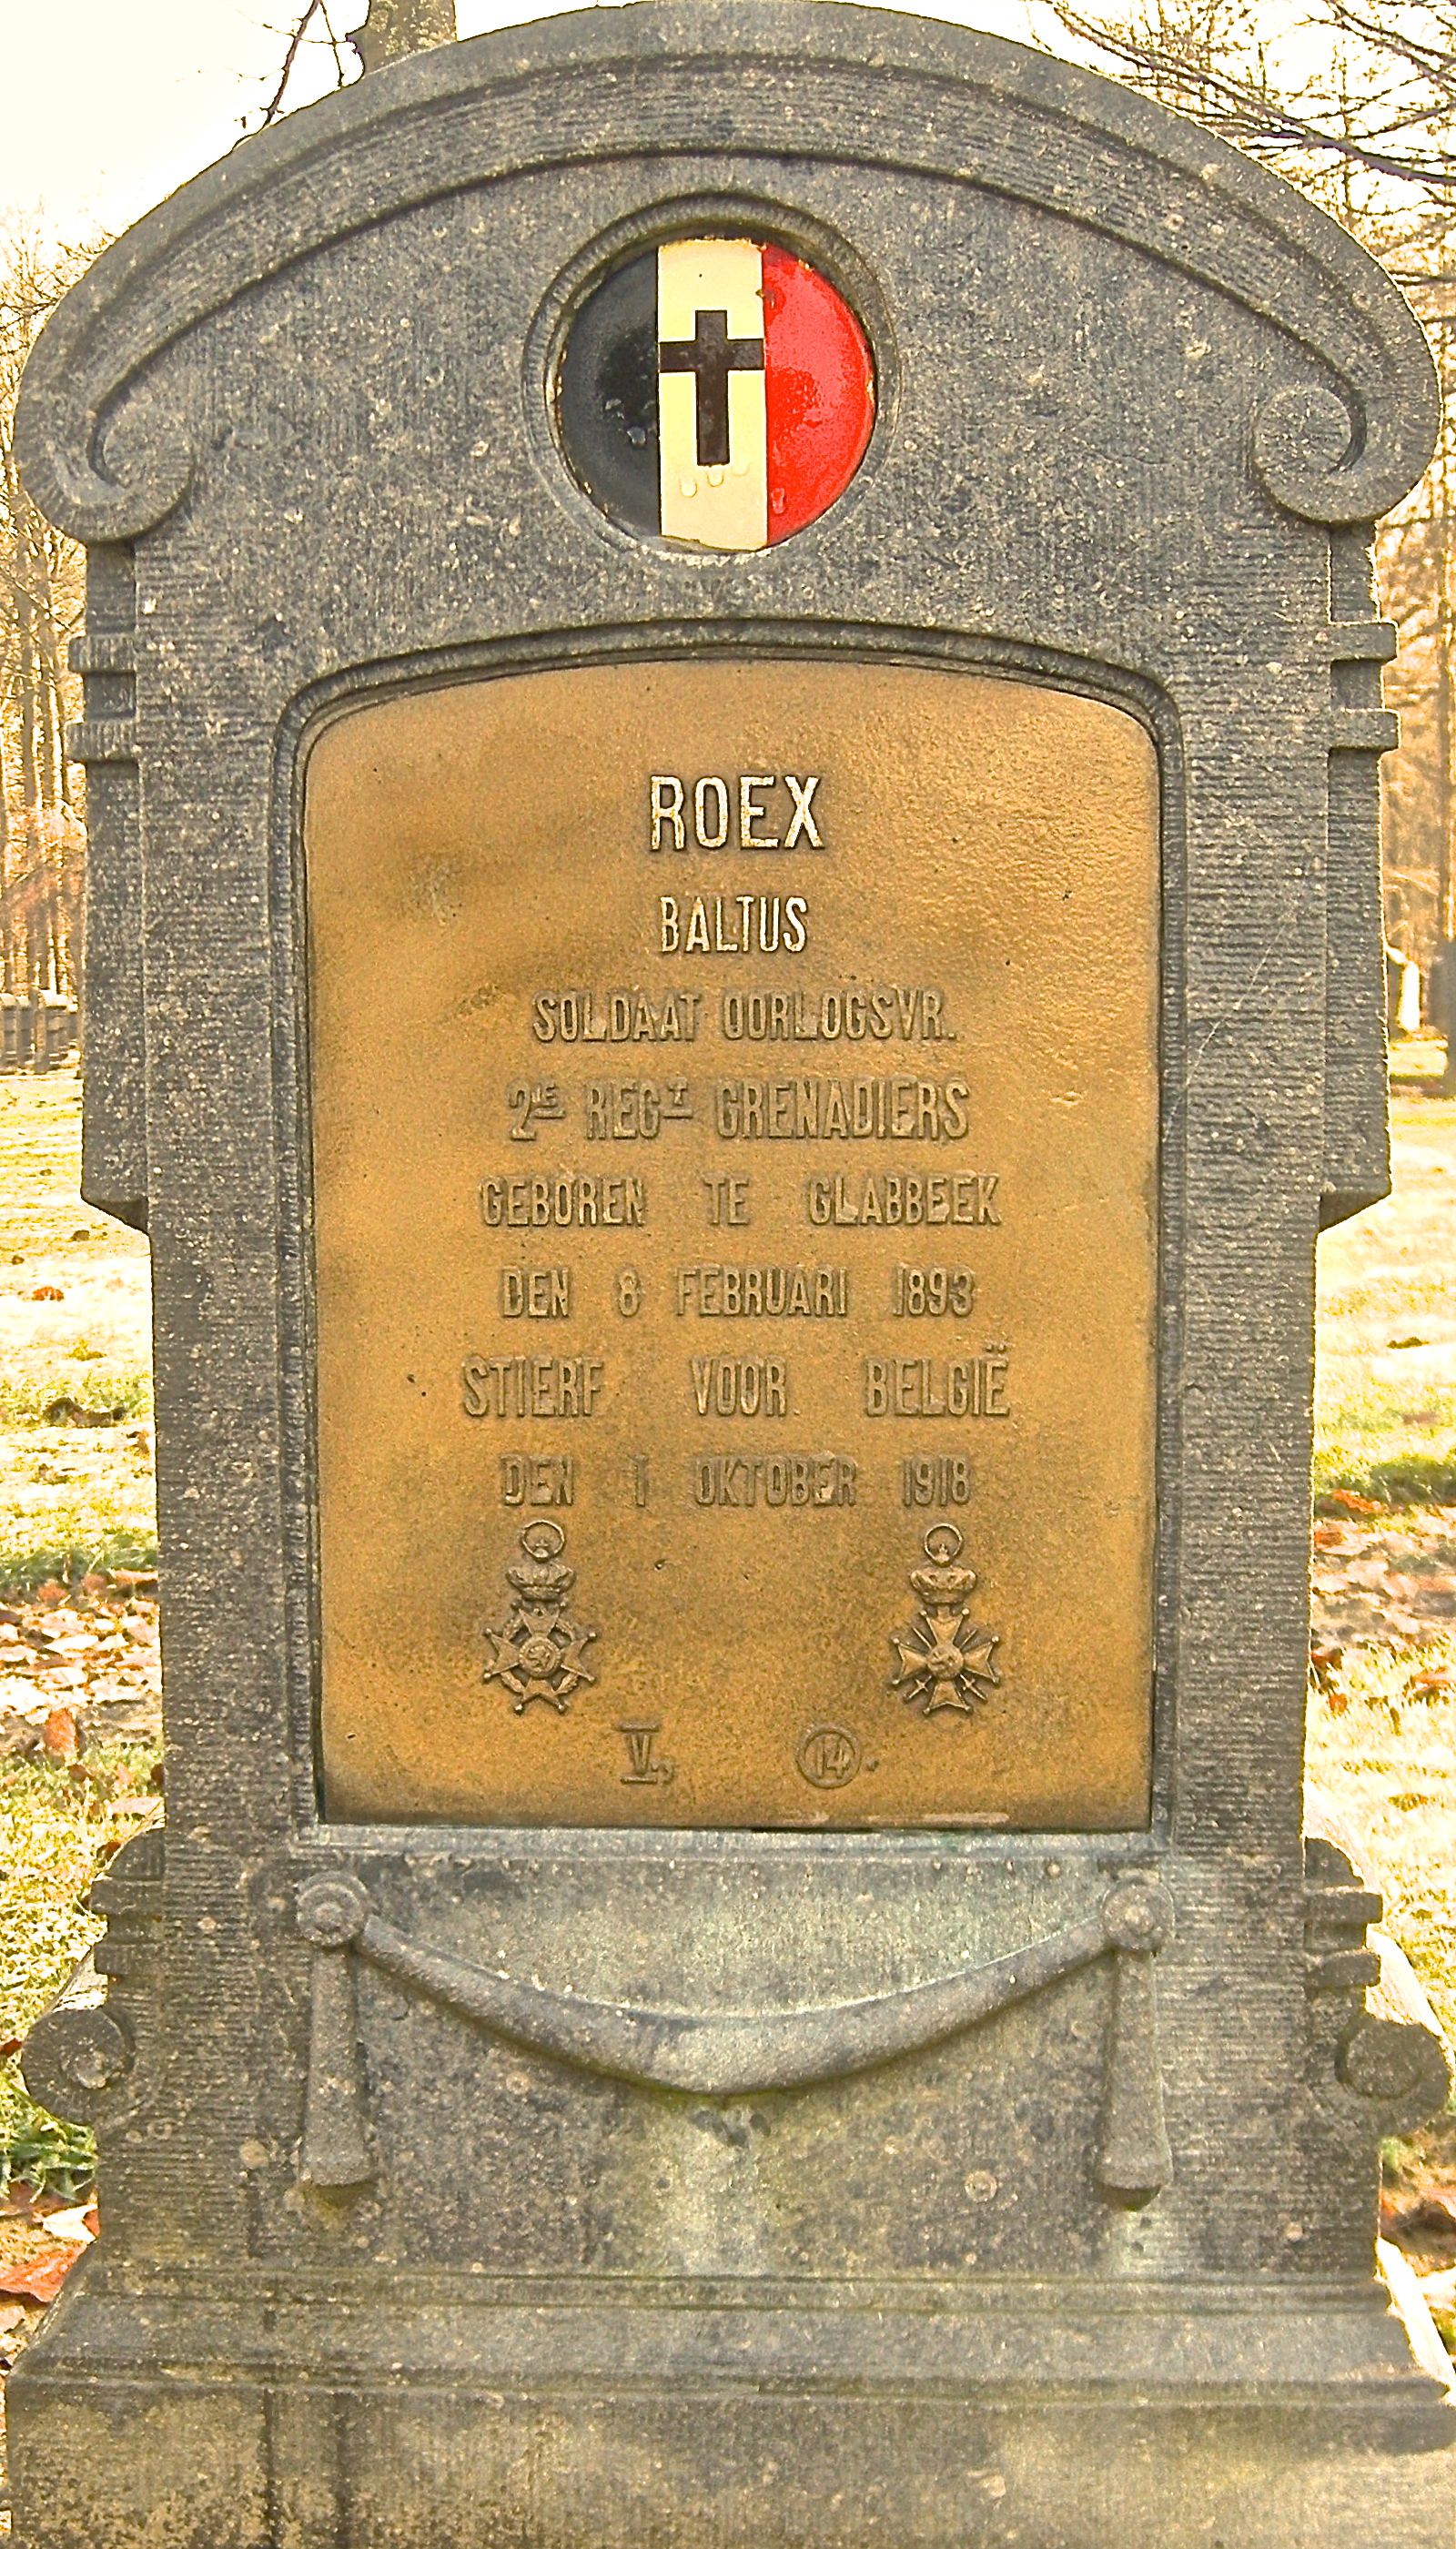 ROEX
BALTUS
SOLDAAT OORLOGSVR.
2E REGT GRENADIERS
GEBOREN TE GLABBEEK
DEN 8 FEBRUARI 1893
STIERF VOOR BELGIË
DEN 1 OKTOBER 1918
V, 14.